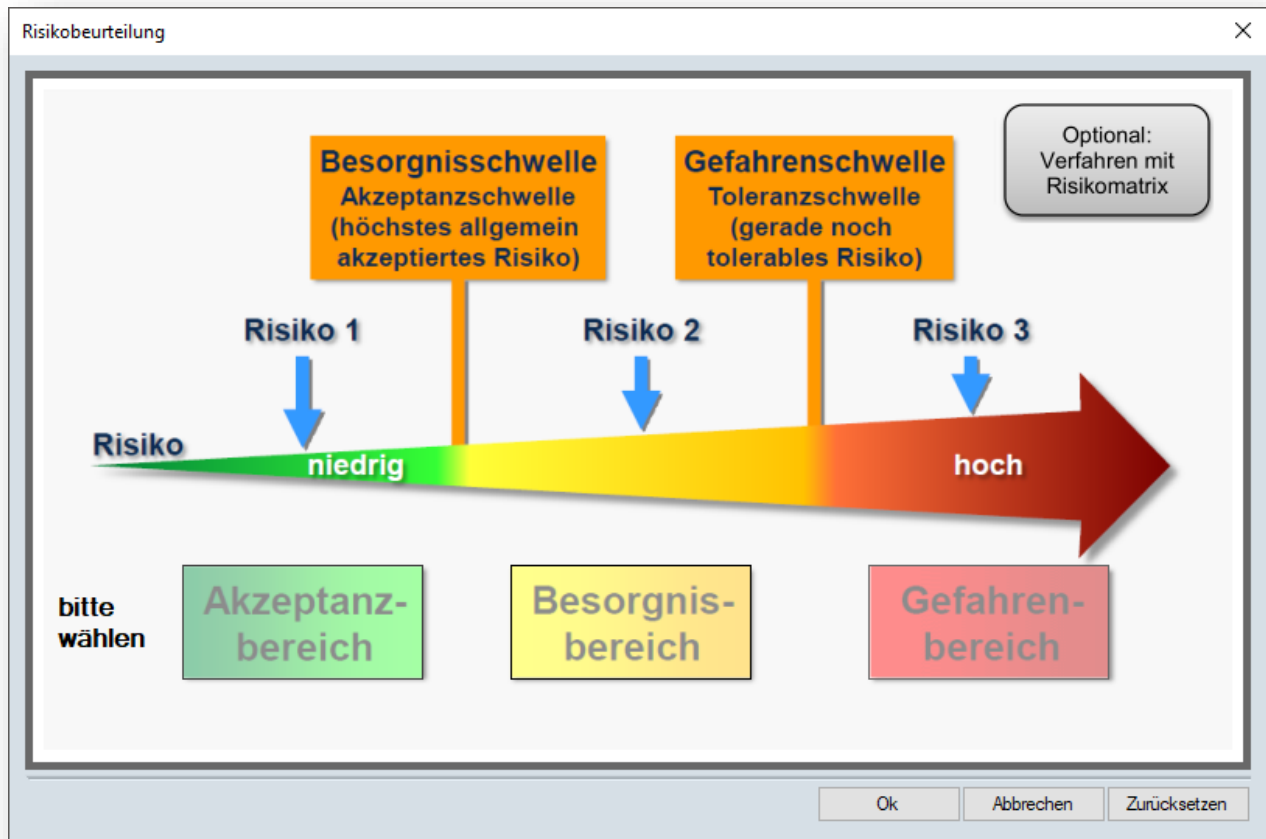 Risikobeurteilung
Optional:
Verfahren mit
Risikomatrix
Besorgnisschwelle
Akzeptanzschwelle
(höchstes allgemein
akzeptiertes Risiko)
Gefahrenschwelle
Toleranzschwelle
(gerade noch
tolerables Risiko)
Risiko 1
Risiko 2
Risiko 3
Risiko
niedrig
hoch
bitte
wählen
Akzeptanz-
bereich
Besorgnis-
bereich
Gefahren-
bereich
Ok
Abbrechen
Zurücksetzen